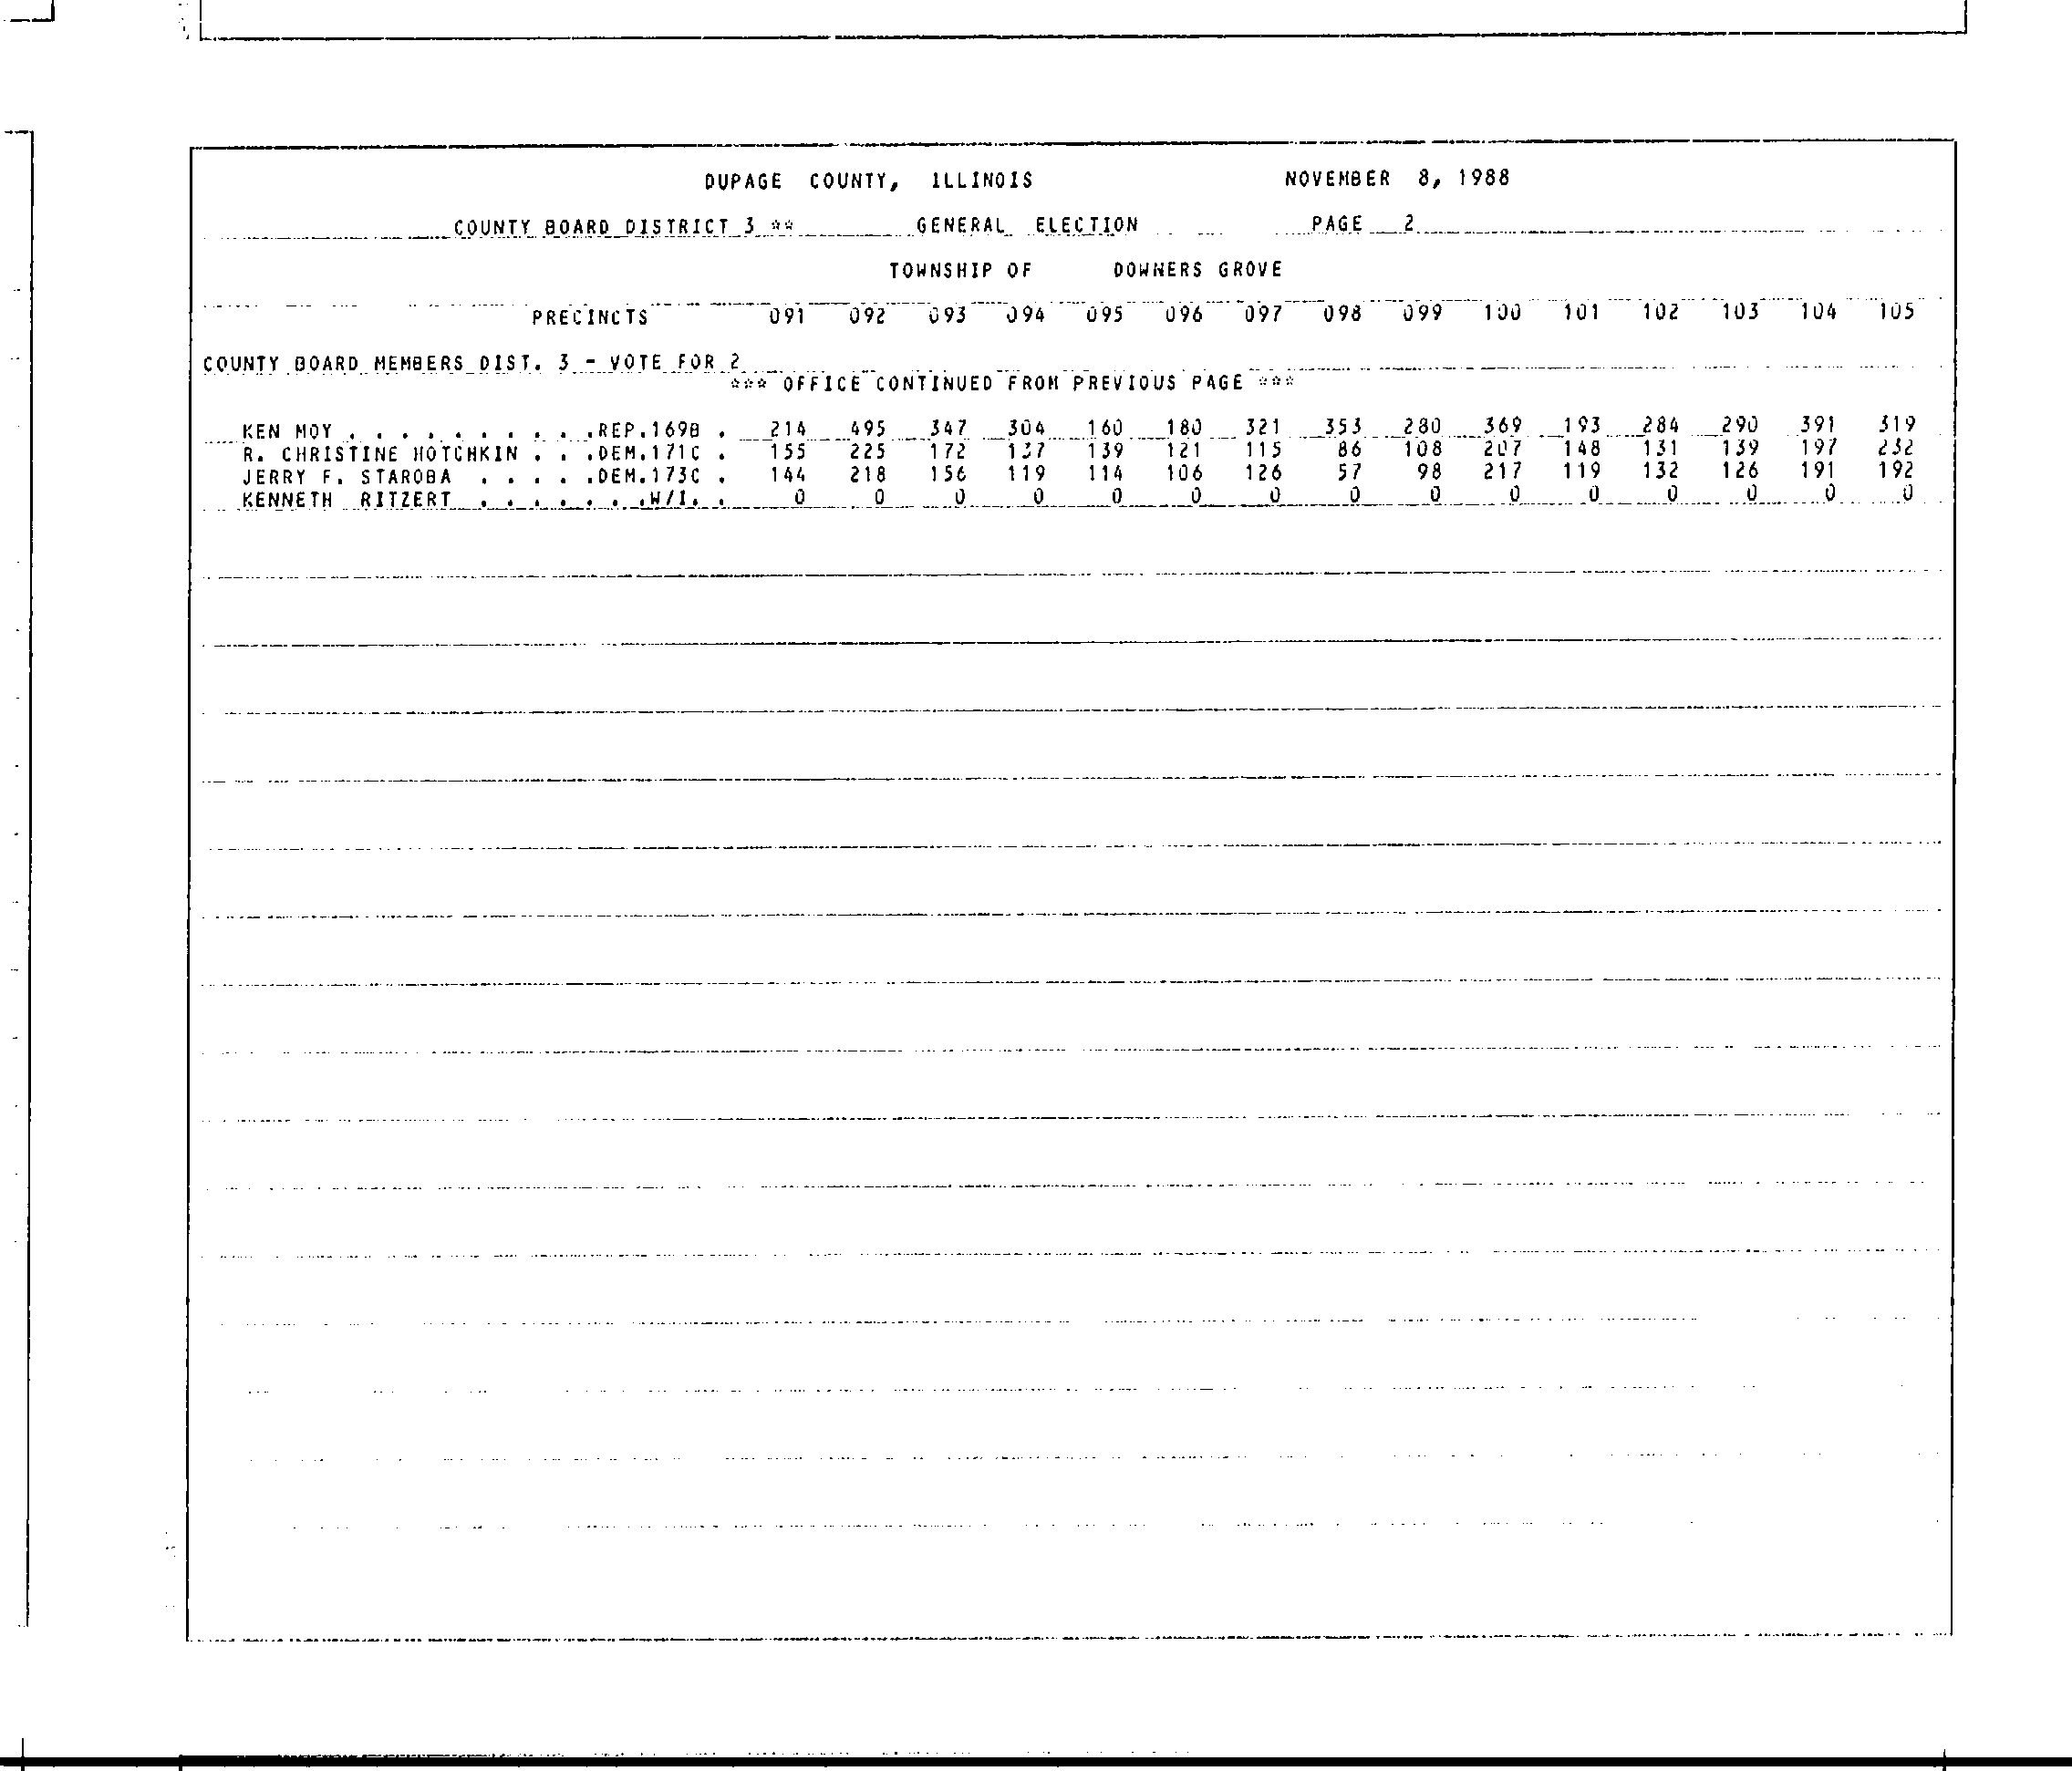 DUPAGE COUNTY, ILLINOIS NOVEMBER 8, 1988
COUNTY BOARD DISTRICT 3 ** GENERAL ELECTION PAGE 2
TOWNSHIP OF DOWNERS GROVE
PRECINCTS 091 092 093 094 095 096 097 098 099 100 101 102 103 104 105
COUNTY BOARD MEMBERS DIST. 3 - VOTE FOR 2
*** OFFICE CONTINUED FROM PREVIOUS PAGE ***
KEN MOY . . . . . . . . . .REP.169B . 214 495 347 304 160 180 321 353 280 369 193 284 290 391 319
R. CHRISTINE HOTCHKIN . . .DEM.171C . 155 225 172 137 139 121 115 86 108 207 148 131 139 197 232
JERRY F. STAROBA . . . . .DEM.173C . 144 218 156 119 114 106 126 57 98 217 119 132 126 191 192
KENNETH RITZERT . . . . . . .W/I. . 0 0 0 0 0 0 0 0 0 0 0 0 0 0 0